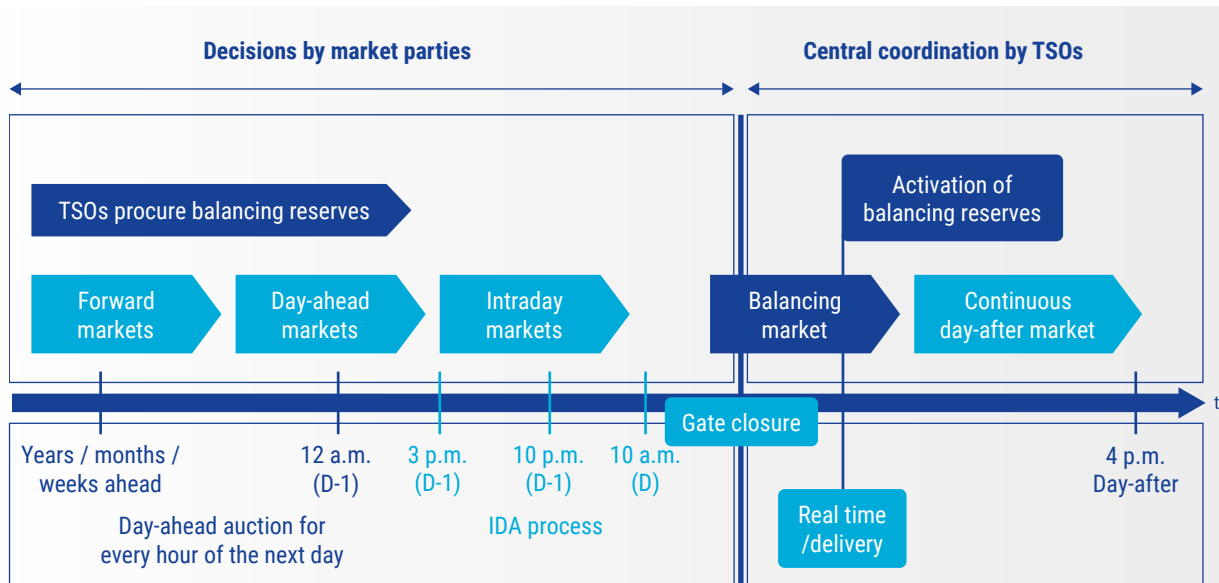 Decisions by market parties
Central coordination by TSOs
TSOs procure balancing reserves
Activation of
balancing reserves
Forward
markets
Day-ahead
markets
Intraday
markets
Balancing
market
Continuous
day-after market
t
Gate closure
Years / months /
weeks ahead
12 a.m.
(D-1)
3 p.m.
(D-1)
10 p.m.
(D-1)
10 a.m.
(D)
4 p.m.
Day-after
Day-ahead auction for
every hour of the next day
IDA process
Real time
/delivery